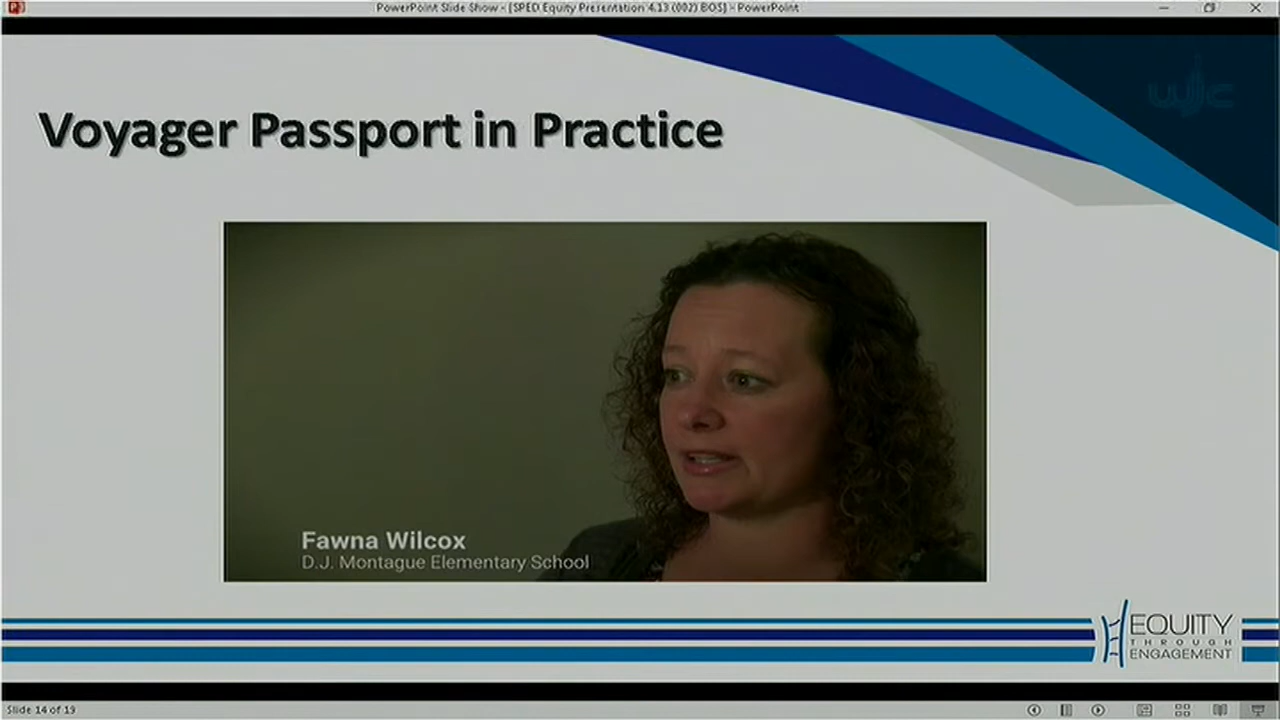 PowerPoint Slide Show - [SPED Equity Presentation 4.13 (002) BOS] - PowerPoint
WJC
Voyager Passport in Practice
Fawna Wilcox
D.J. Montague Elementary School
EQUITY
THROUGH
ENGAGEMENT
Slide 14 of 19